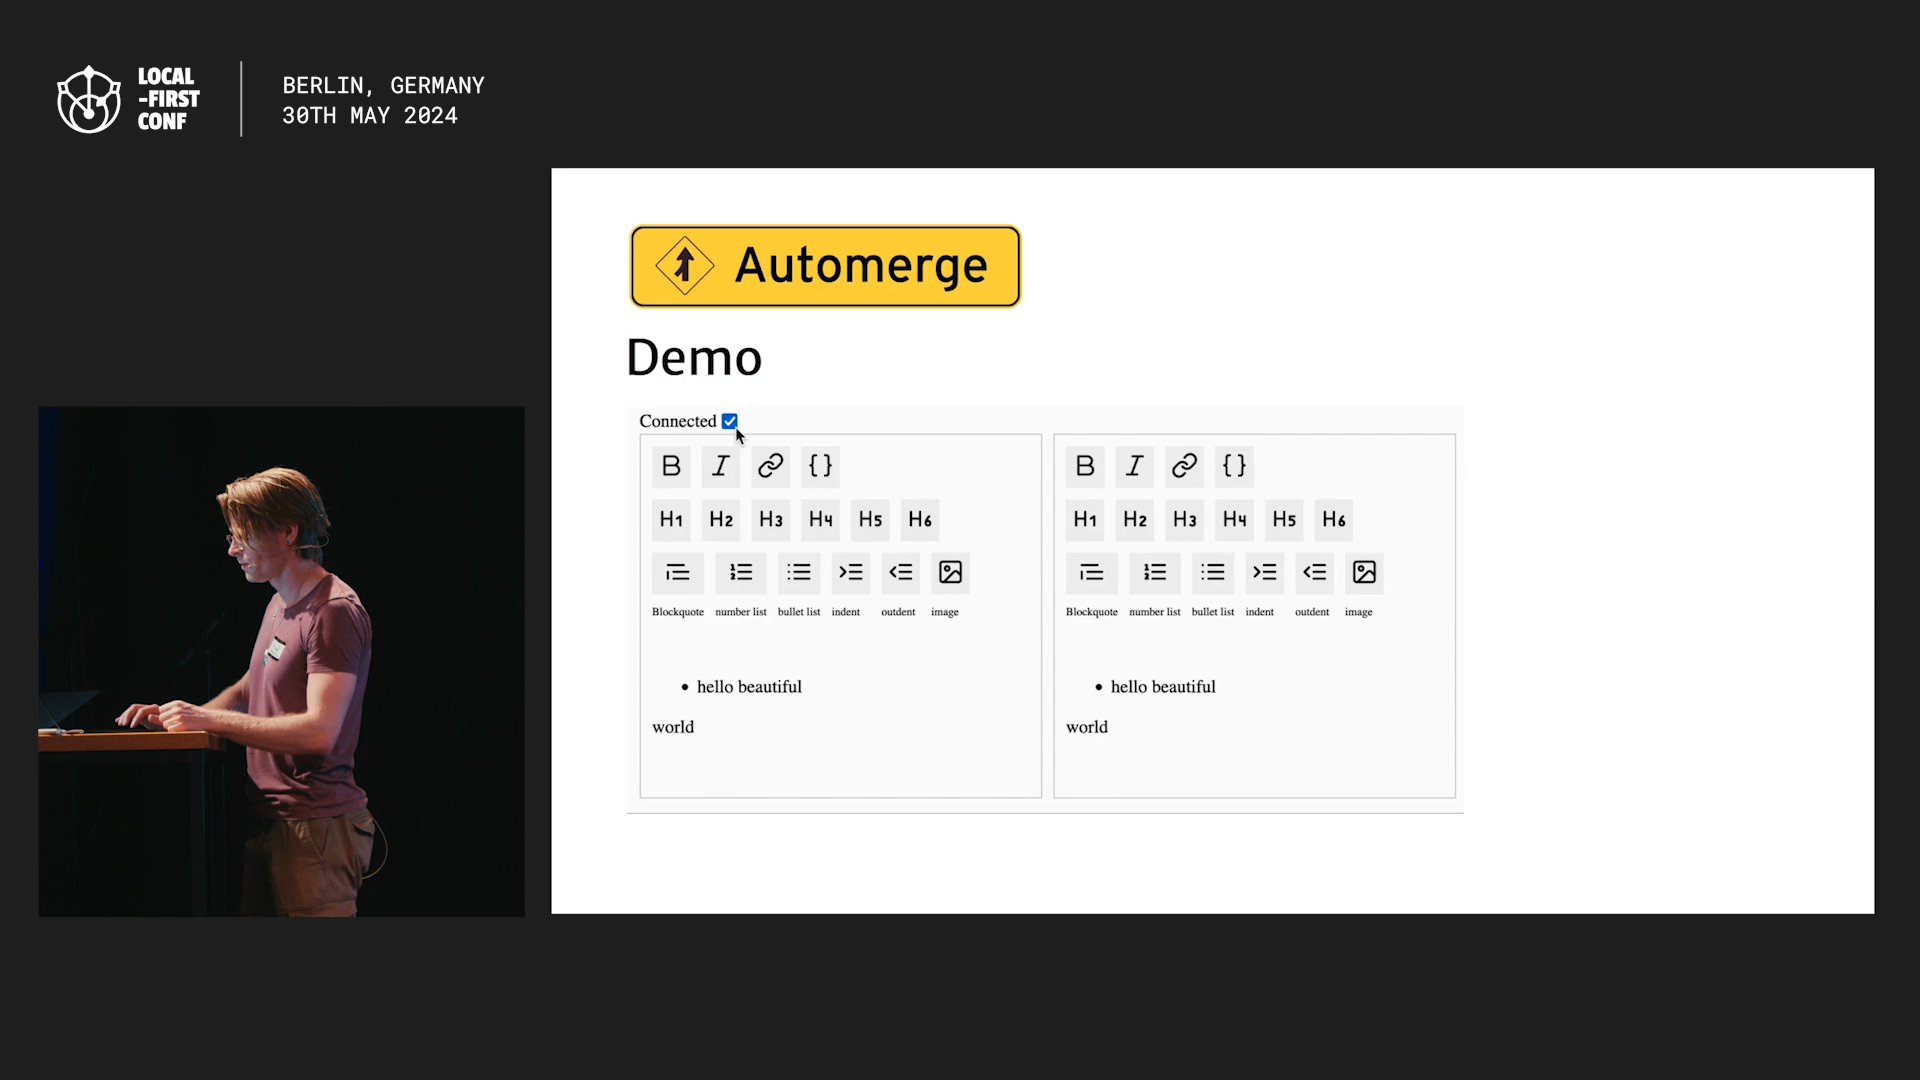 LOCAL
-FIRST
CONF
BERLIN, GERMANY
30TH MAY 2024
Automerge
Demo
Connected
B I { }
H1 H2 H3 H4 H5 H6
Blockquote number list bullet list indent outdent image
• hello beautiful
world
B I { }
H1 H2 H3 H4 H5 H6
Blockquote number list bullet list indent outdent image
• hello beautiful
world